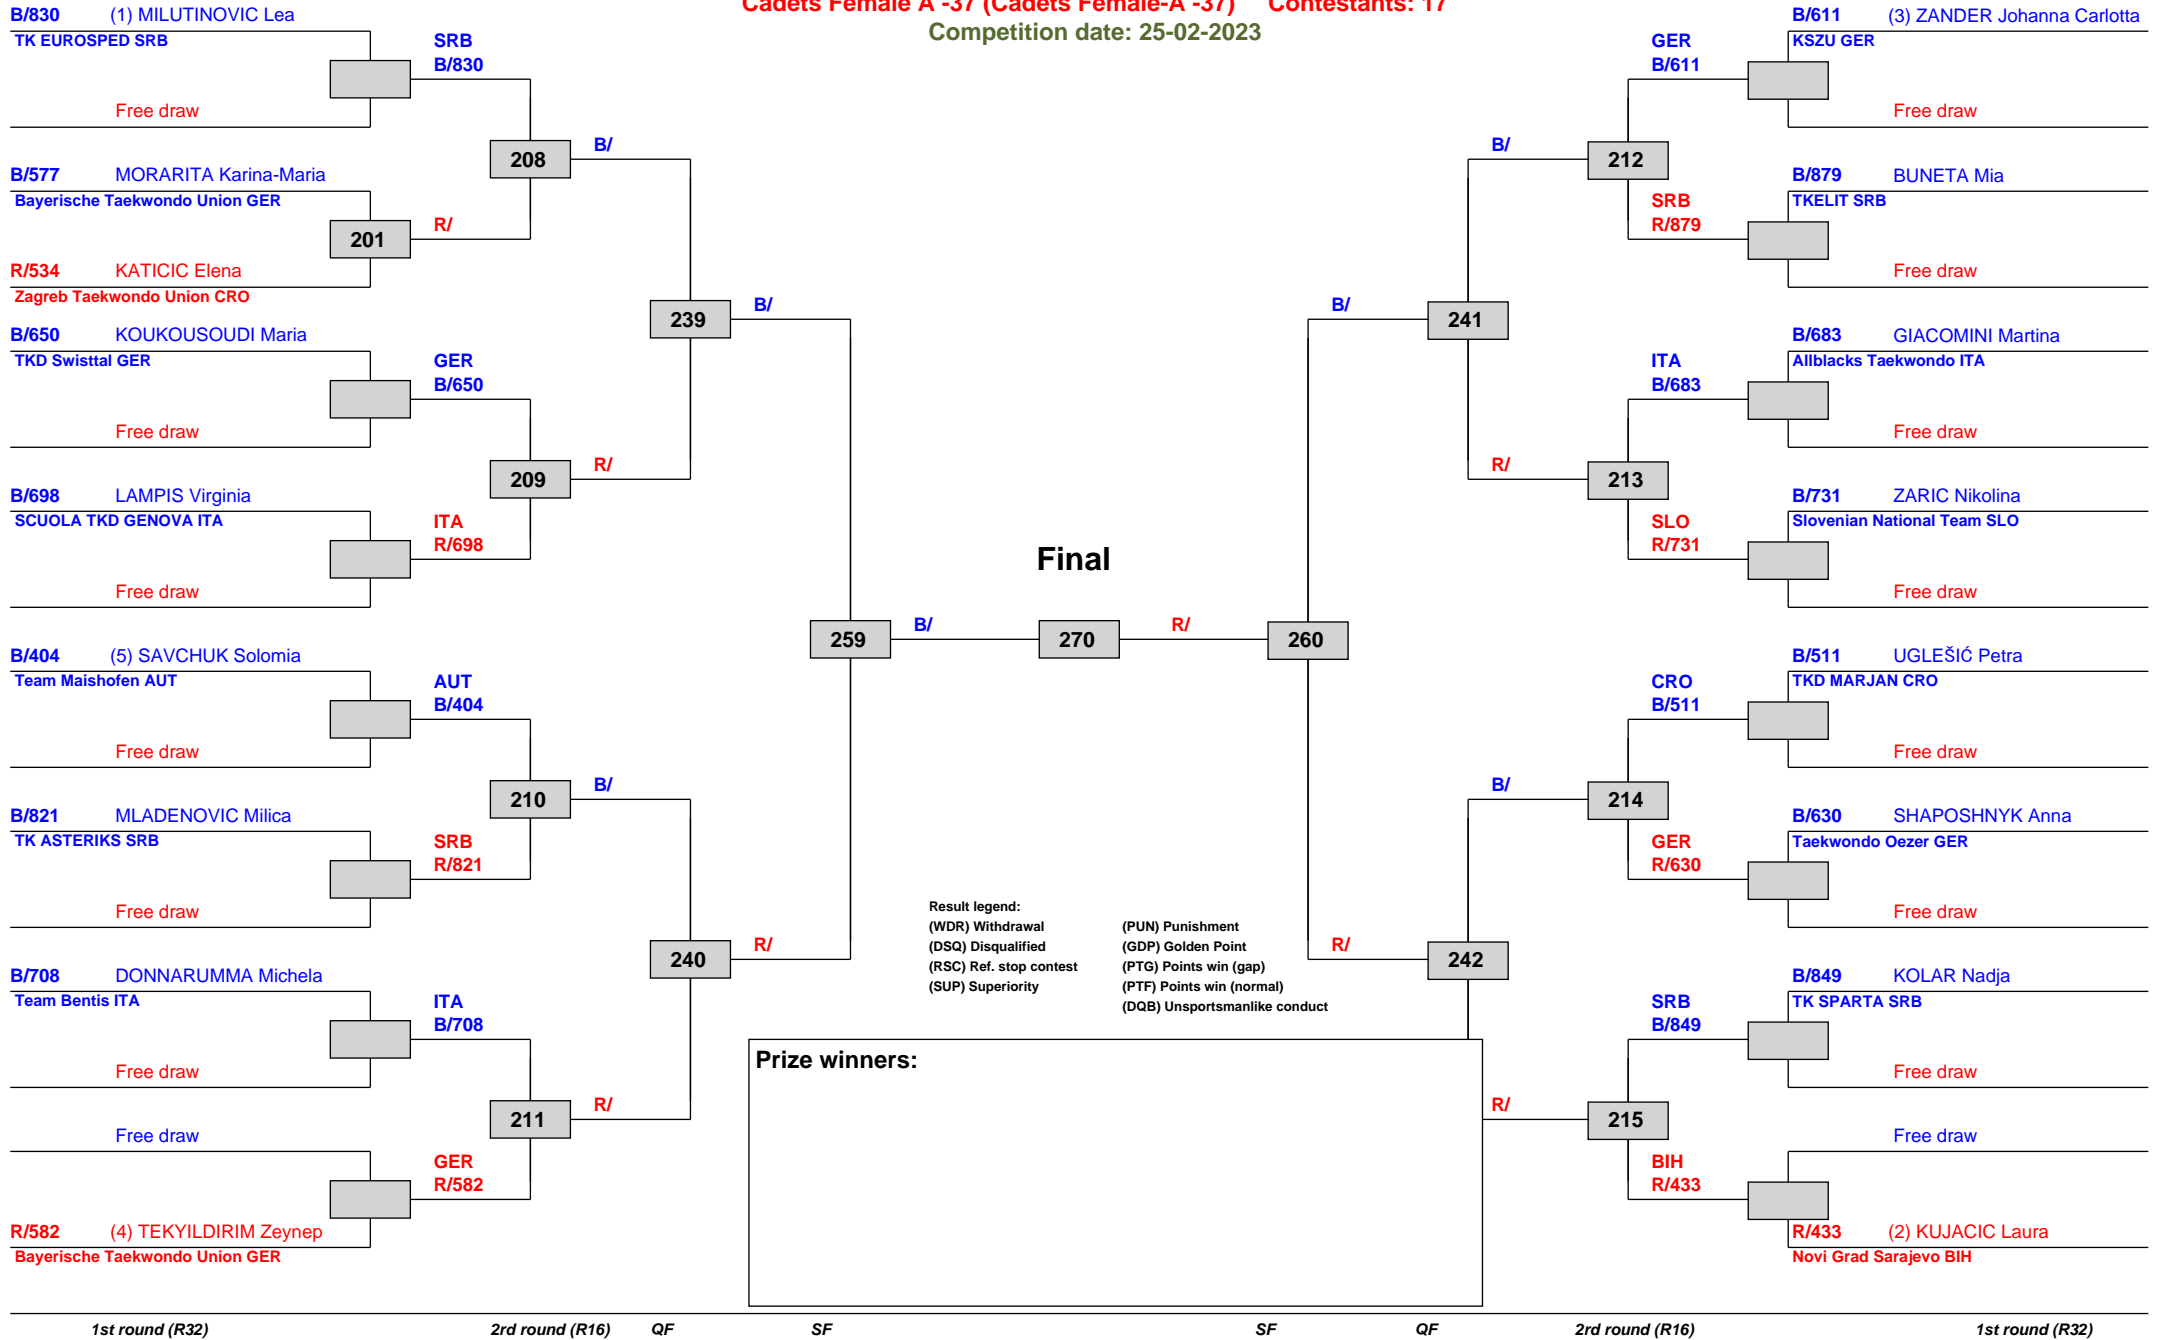 Cadets Female A -37 (Cadets Female-A -37) Contestants: 17
Competition date: 25-02-2023
B/830 (1) MILUTINOVIC Lea
TK EUROSPED SRB
Free draw
B/577 MORARITA Karina-Maria
Bayerische Taekwondo Union GER
201
R/534 KATICIC Elena
Zagreb Taekwondo Union CRO
B/650 KOUKOUSOUDI Maria
TKD Swisttal GER
Free draw
B/698 LAMPIS Virginia
SCUOLA TKD GENOVA ITA
Free draw
B/404 (5) SAVCHUK Solomia
Team Maishofen AUT
Free draw
B/821 MLADENOVIC Milica
TK ASTERIKS SRB
Free draw
B/708 DONNARUMMA Michela
Team Bentis ITA
Free draw
Free draw
R/582 (4) TEKYILDIRIM Zeynep
Bayerische Taekwondo Union GER
SRB
B/830
208
R/
GER
B/650
209
ITA
R/698
AUT
B/404
210
SRB
R/821
ITA
B/708
211
GER
R/582
B/
239
R/
B/
240
R/
B/
259
R/
B/
Final
270
R/
260
B/
R/
B/
241
R/
B/
242
R/
GER
B/611
212
SRB
R/879
ITA
B/683
213
SLO
R/731
CRO
B/511
214
GER
R/630
SRB
B/849
215
BIH
R/433
B/611 (3) ZANDER Johanna Carlotta
KSZU GER
Free draw
B/879 BUNETA Mia
TKELIT SRB
Free draw
B/683 GIACOMINI Martina
Allblacks Taekwondo ITA
Free draw
B/731 ZARIC Nikolina
Slovenian National Team SLO
Free draw
B/511 UGLEŠIĆ Petra
TKD MARJAN CRO
Free draw
B/630 SHAPOSHNYK Anna
Taekwondo Oezer GER
Free draw
B/849 KOLAR Nadja
TK SPARTA SRB
Free draw
Free draw
R/433 (2) KUJACIC Laura
Novi Grad Sarajevo BIH
Result legend:
(WDR) Withdrawal (PUN) Punishment
(DSQ) Disqualified (GDP) Golden Point
(RSC) Ref. stop contest (PTG) Points win (gap)
(SUP) Superiority (PTF) Points win (normal)
(DQB) Unsportsmanlike conduct
Prize winners:
1st round (R32) 2rd round (R16) QF SF SF QF 2rd round (R16) 1st round (R32)